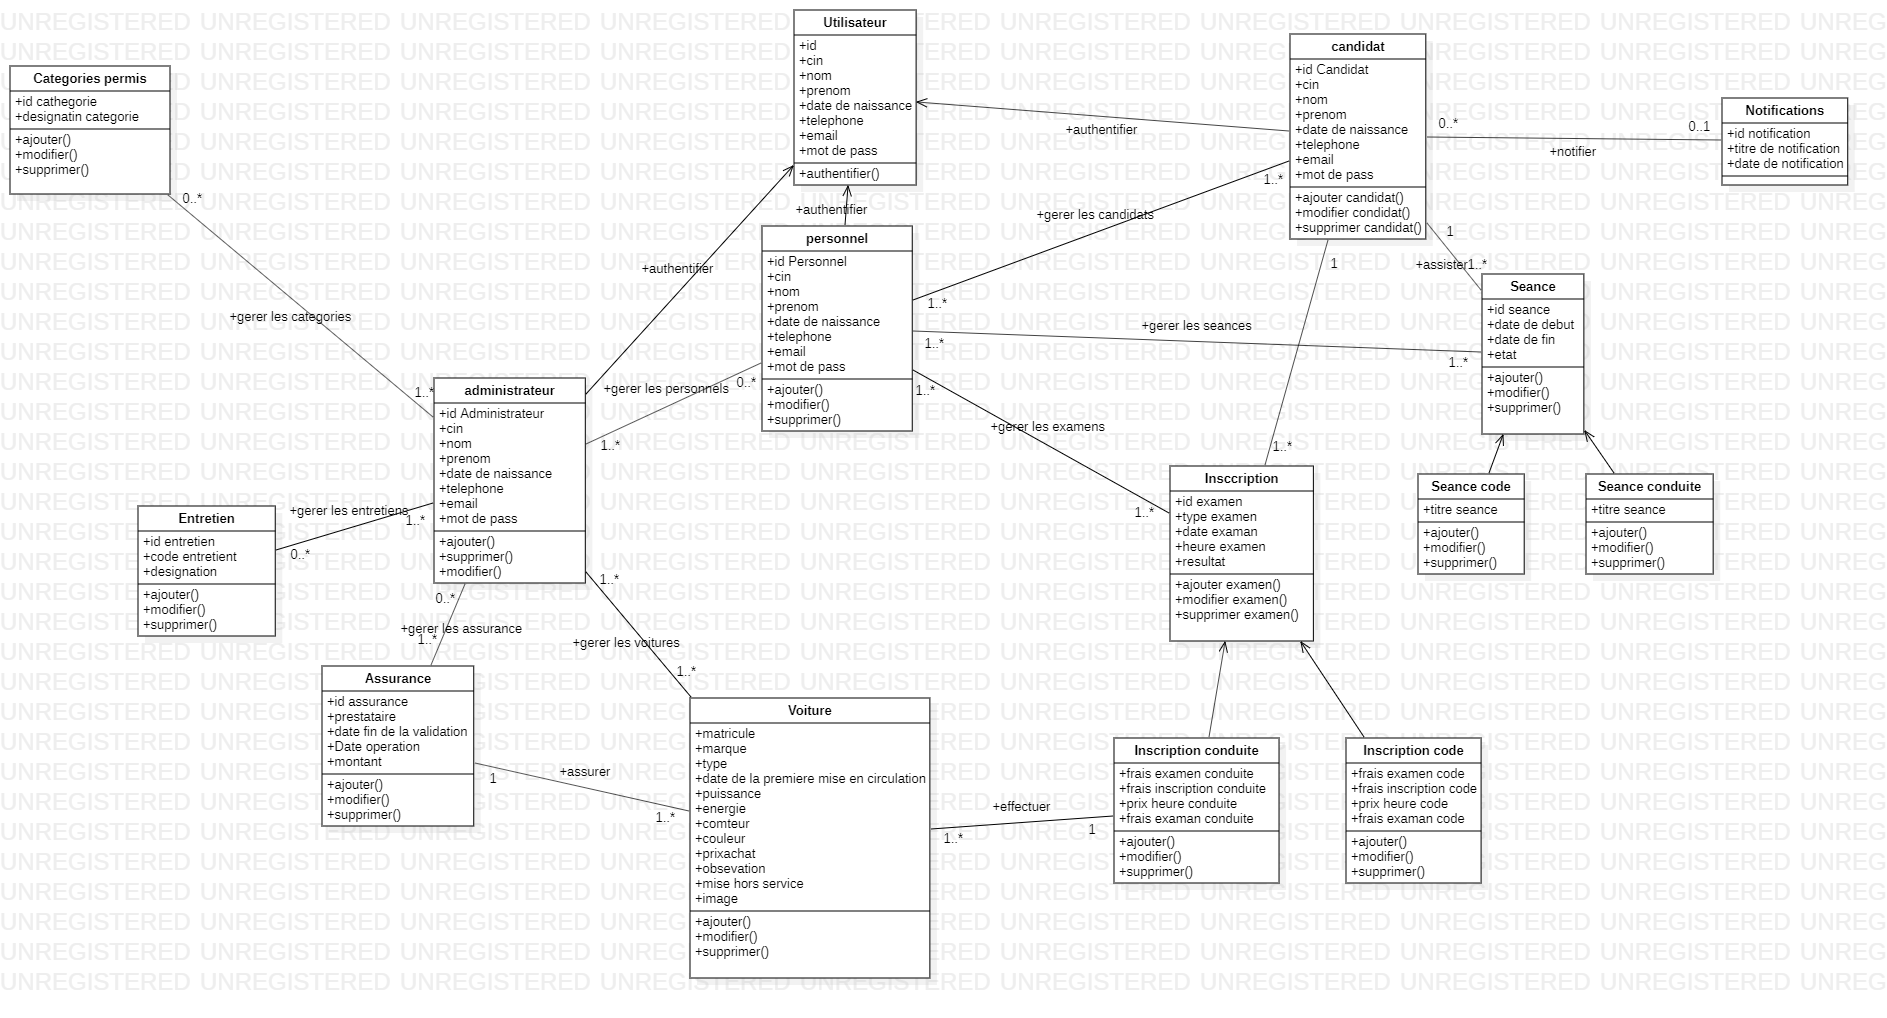 Utilisateur
+id
+cin
+nom
+prenom
+date de naissance
+telephone
+email
+mot de pass
+authentifier()
candidat
+id Candidat
+cin
+nom
+prenom
+date de naissance
+telephone
+email
+mot de pass
+ajouter candidat()
+modifier condidat()
+supprimer candidat()
Categories permis
+id cathegorie
+designatin categorie
+ajouter()
+modifier()
+supprimer()
Notifications
+id notification
+titre de notification
+date de notification
+authentifier
0..*
0..1
+notifier
1..*
+gerer les candidats
1..*
+authentifier
personnel
+id Personnel
+cin
+nom
+prenom
+date de naissance
+telephone
+email
+mot de pass
+ajouter()
+modifier()
+supprimer()
0..*
+gerer les categories
1..*
+authentifier
1
+assister
1..*
1
1..*
Seance
+id seance
+date de debut
+date de fin
+etat
+ajouter()
+modifier()
+supprimer()
+gerer les seances
1..*
1..*
+gerer les personnels
0..*
1..*
1..*
+gerer les examens
1..*
administrateur
+id Administrateur
+cin
+nom
+prenom
+date de naissance
+telephone
+email
+mot de pass
+ajouter()
+supprimer()
+modifier()
Insccription
+id examen
+type examen
+date examan
+heure examen
+resultat
+ajouter examen()
+modifier examen()
+supprimer examen()
Seance code
+titre seance
+ajouter()
+modifier()
+supprimer()
Seance conduite
+titre seance
+ajouter()
+modifier()
+supprimer()
Entretien
+id entretien
+code entretient
+designation
+ajouter()
+modifier()
+supprimer()
+gerer les entretiens
1..*
0..*
0..*
+gerer les assurance
1..*
1..*
+gerer les voitures
1..*
Assurance
+id assurance
+prestataire
+date fin de la validation
+Date operation
+montant
+ajouter()
+modifier()
+supprimer()
Voiture
+matricule
+marque
+type
+date de la premiere mise en circulation
+puissance
+energie
+comteur
+couleur
+prixachat
+obsevation
+mise hors service
+image
+ajouter()
+modifier()
+supprimer()
1
+assurer
1..*
+effectuer
1..*
1
Inscription conduite
+frais examen conduite
+frais inscription conduite
+prix heure conduite
+frais examan conduite
+ajouter()
+modifier()
+supprimer()
Inscription code
+frais examen code
+frais inscription code
+prix heure code
+frais examan code
+ajouter()
+modifier()
+supprimer()
UNREGISTERED